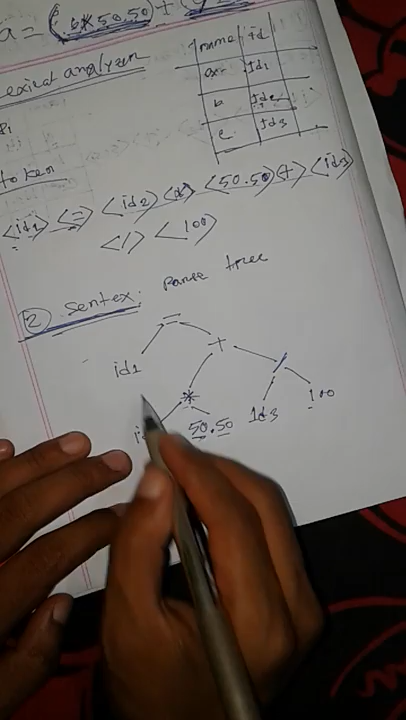 a = (b*50.50)+(
lexical analyzer
name id
id1
b id2
c id3
token
<id1> <=> <id2> <*> <50.50> <+> <id3>
</> <100>
② Sentex: parse tree
=
+
id1
/
*
50.50 id3 100